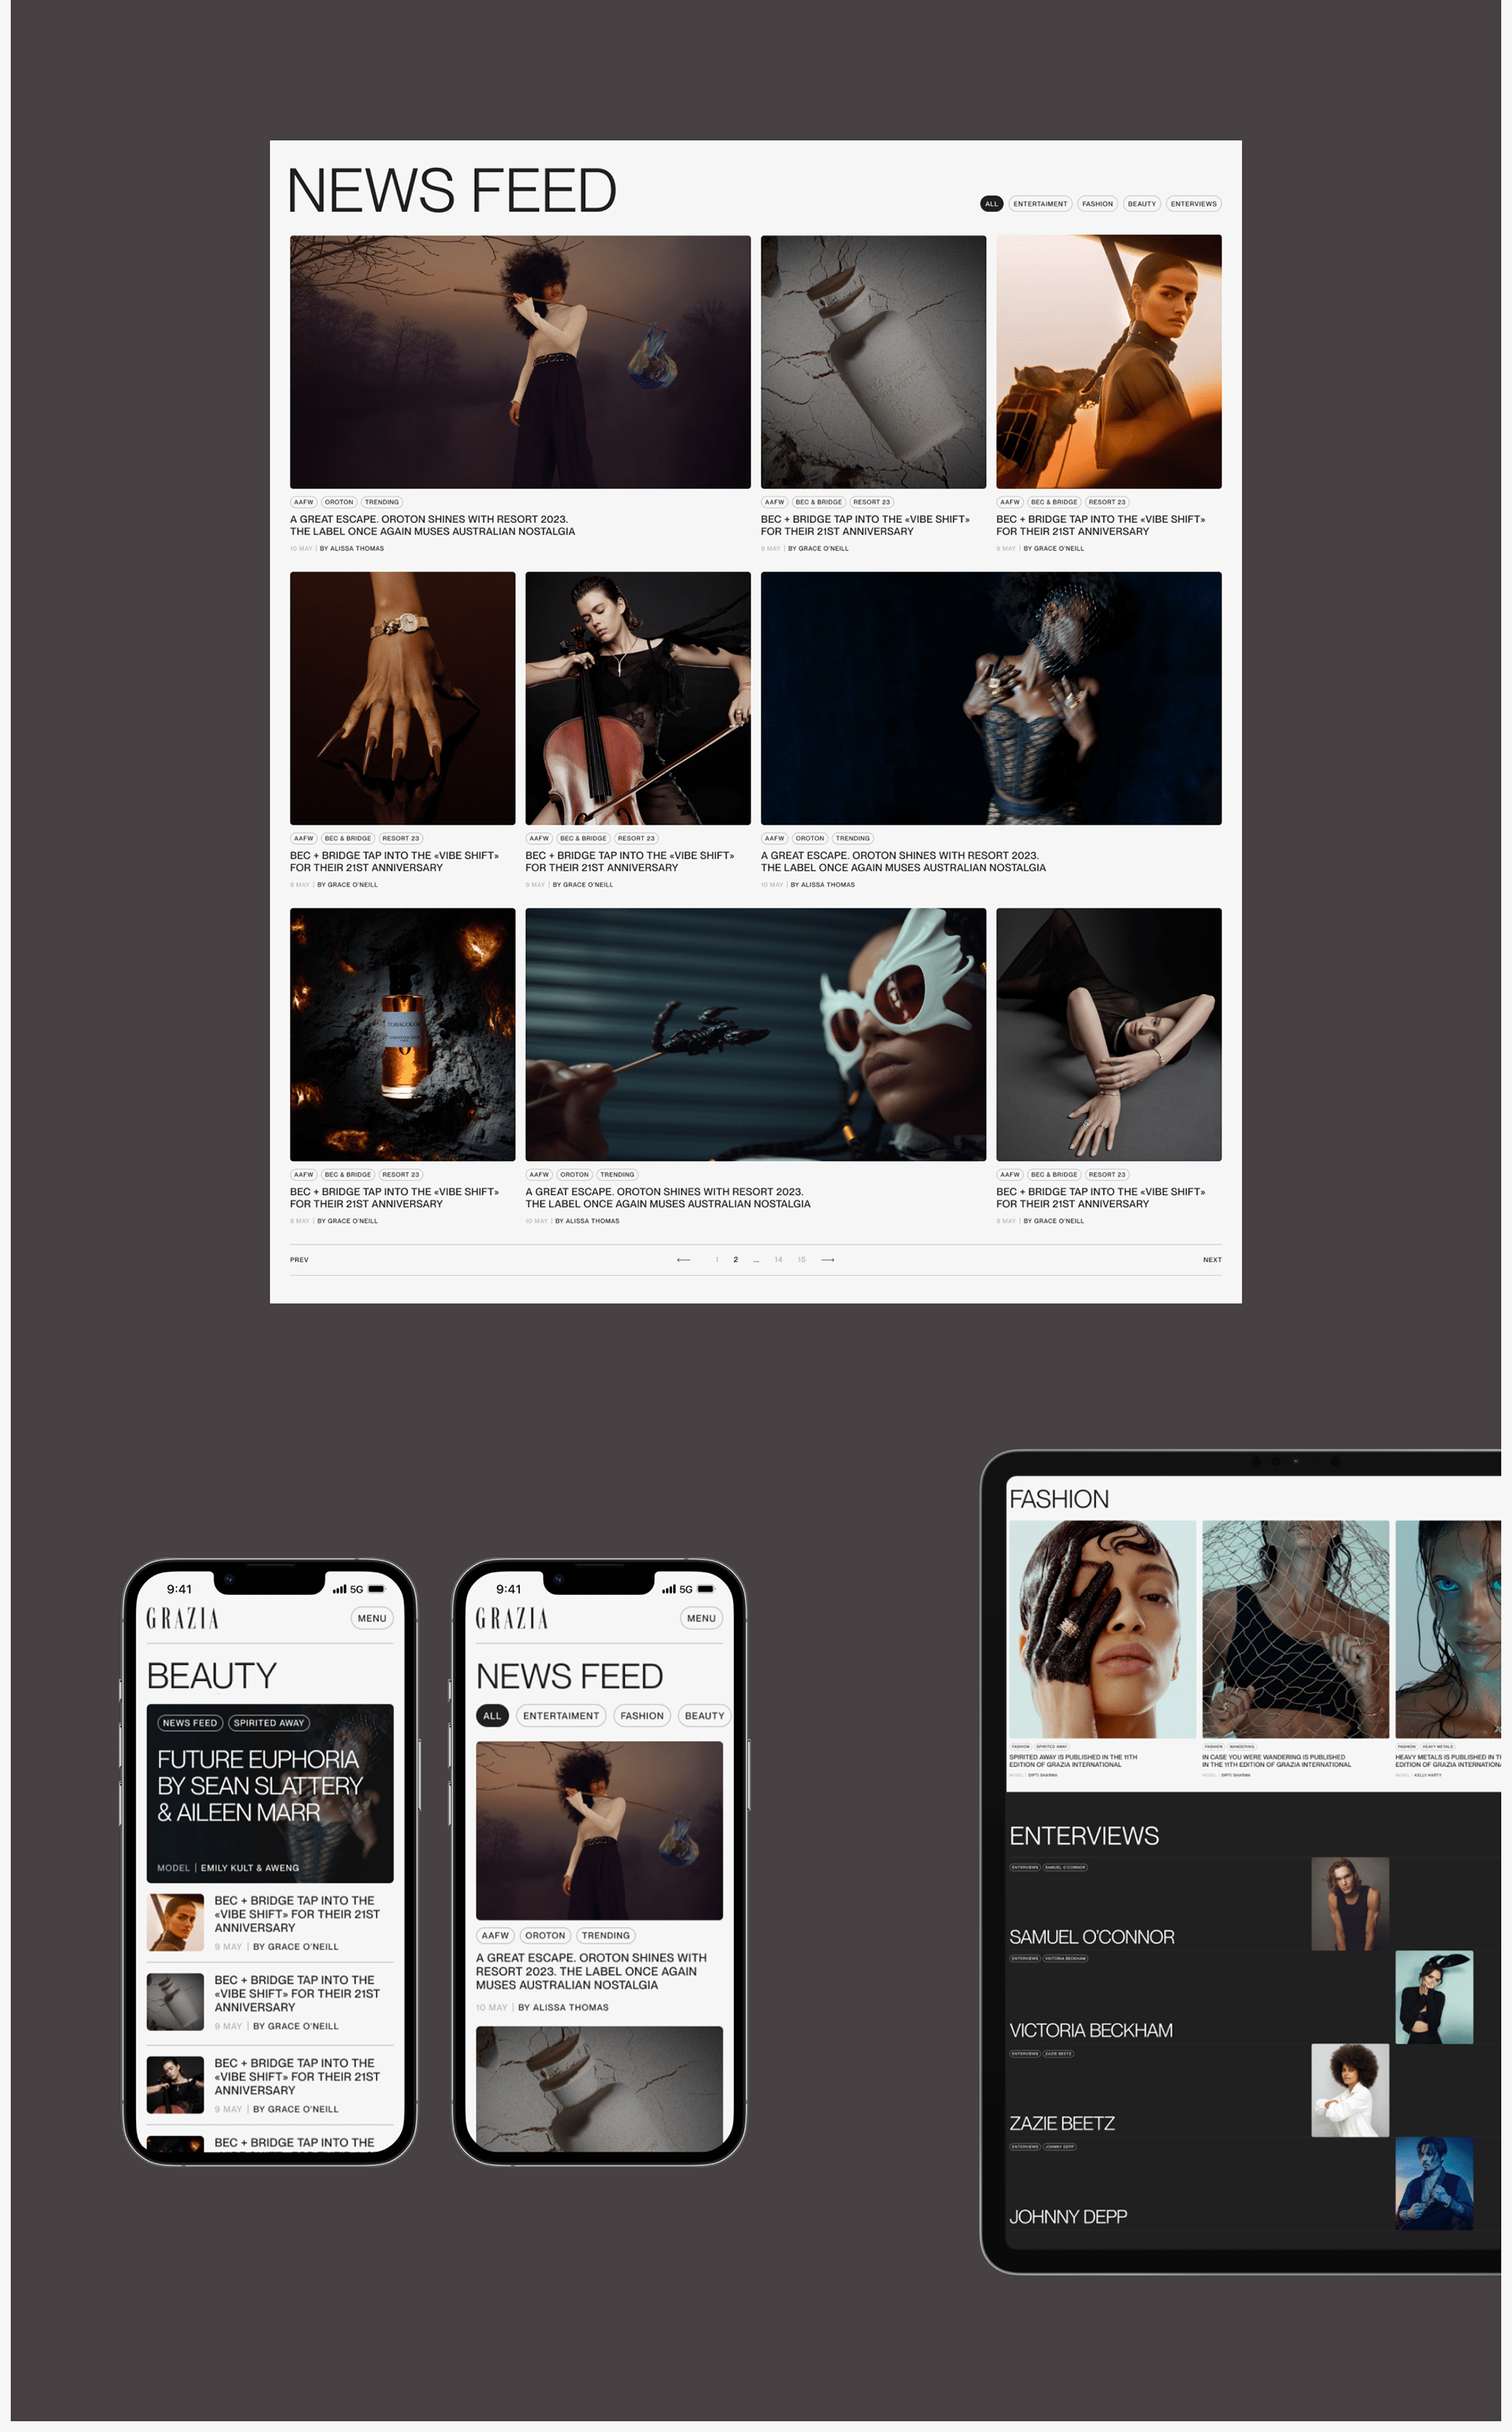 NEWS FEED
ALL ENTERTAIMENT FASHION BEAUTY ENTERVIEWS
AAFW OROTON TRENDING
A GREAT ESCAPE. OROTON SHINES WITH RESORT 2023.
THE LABEL ONCE AGAIN MUSES AUSTRALIAN NOSTALGIA
10 MAY | BY ALISSA THOMAS
AAFW BEC & BRIDGE RESORT 23
BEC + BRIDGE TAP INTO THE «VIBE SHIFT»
FOR THEIR 21ST ANNIVERSARY
9 MAY | BY GRACE O'NEILL
AAFW BEC & BRIDGE RESORT 23
BEC + BRIDGE TAP INTO THE «VIBE SHIFT»
FOR THEIR 21ST ANNIVERSARY
9 MAY | BY GRACE O'NEILL
AAFW BEC & BRIDGE RESORT 23
BEC + BRIDGE TAP INTO THE «VIBE SHIFT»
FOR THEIR 21ST ANNIVERSARY
9 MAY | BY GRACE O'NEILL
AAFW BEC & BRIDGE RESORT 23
BEC + BRIDGE TAP INTO THE «VIBE SHIFT»
FOR THEIR 21ST ANNIVERSARY
9 MAY | BY GRACE O'NEILL
AAFW OROTON TRENDING
A GREAT ESCAPE. OROTON SHINES WITH RESORT 2023.
THE LABEL ONCE AGAIN MUSES AUSTRALIAN NOSTALGIA
10 MAY | BY ALISSA THOMAS
AAFW BEC & BRIDGE RESORT 23
BEC + BRIDGE TAP INTO THE «VIBE SHIFT»
FOR THEIR 21ST ANNIVERSARY
9 MAY | BY GRACE O'NEILL
AAFW OROTON TRENDING
A GREAT ESCAPE. OROTON SHINES WITH RESORT 2023.
THE LABEL ONCE AGAIN MUSES AUSTRALIAN NOSTALGIA
10 MAY | BY ALISSA THOMAS
AAFW BEC & BRIDGE RESORT 23
BEC + BRIDGE TAP INTO THE «VIBE SHIFT»
FOR THEIR 21ST ANNIVERSARY
9 MAY | BY GRACE O'NEILL
PREV ← 1 2 ... 14 15 → NEXT
9:41 5G
GRAZIA MENU
BEAUTY
NEWS FEED SPIRITED AWAY
FUTURE EUPHORIA
BY SEAN SLATTERY
& AILEEN MARR
MODEL | EMILY KULT & AWENG
BEC + BRIDGE TAP INTO THE
«VIBE SHIFT» FOR THEIR 21ST
ANNIVERSARY
9 MAY | BY GRACE O'NEILL
BEC + BRIDGE TAP INTO THE
«VIBE SHIFT» FOR THEIR 21ST
ANNIVERSARY
9 MAY | BY GRACE O'NEILL
BEC + BRIDGE TAP INTO THE
«VIBE SHIFT» FOR THEIR 21ST
ANNIVERSARY
9 MAY | BY GRACE O'NEILL
BEC + BRIDGE TAP INTO THE
9:41 5G
GRAZIA MENU
NEWS FEED
ALL ENTERTAIMENT FASHION BEAUTY
AAFW OROTON TRENDING
A GREAT ESCAPE. OROTON SHINES WITH
RESORT 2023. THE LABEL ONCE AGAIN
MUSES AUSTRALIAN NOSTALGIA
10 MAY | BY ALISSA THOMAS
FASHION
FASHION SPIRITED AWAY
SPIRITED AWAY IS PUBLISHED IN THE 11TH
EDITION OF GRAZIA INTERNATIONAL
MODEL | DIPTI SHARMA
FASHION WANDERING
IN CASE YOU WERE WANDERING IS PUBLISHED
IN THE 11TH EDITION OF GRAZIA INTERNATIONAL
MODEL | DIPTI SHARMA
FASHION HEAVY METALS
HEAVY METALS IS PUBLISHED IN
EDITION OF GRAZIA
MODEL | KELLY HARTY
ENTERVIEWS
ENTERVIEWS SAMUEL O'CONNOR
SAMUEL O'CONNOR
ENTERVIEWS VICTORIA BECKHAM
VICTORIA BECKHAM
ENTERVIEWS ZAZIE BEETZ
ZAZIE BEETZ
ENTERVIEWS JOHNNY DEPP
JOHNNY DEPP